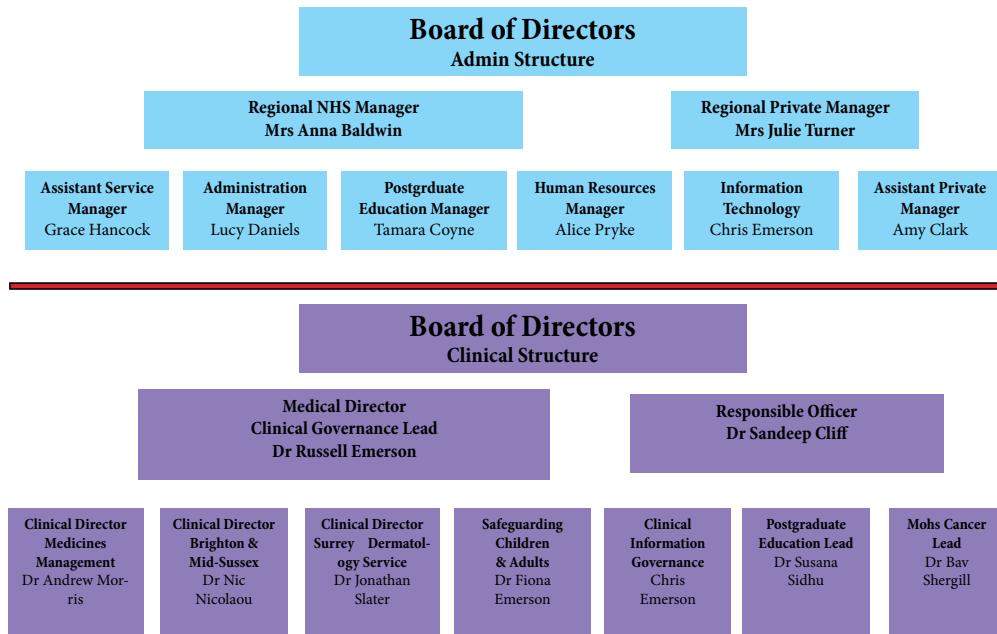 Board of Directors
Admin Structure
Regional NHS Manager
Mrs Anna Baldwin
Regional Private Manager
Mrs Julie Turner
Assistant Service
Manager
Grace Hancock
Administration
Manager
Lucy Daniels
Postgrduate
Education Manager
Tamara Coyne
Human Resources
Manager
Alice Pryke
Information
Technology
Chris Emerson
Assistant Private
Manager
Amy Clark
Board of Directors
Clinical Structure
Medical Director
Clinical Governance Lead
Dr Russell Emerson
Responsible Officer
Dr Sandeep Cliff
Clinical Director
Medicines
Management
Dr Andrew Mor-
ris
Clinical Director
Brighton &
Mid-Sussex
Dr Nic
Nicolaou
Clinical Director
Surrey Dermatol-
ogy Service
Dr Jonathan
Slater
Safeguarding
Children
& Adults
Dr Fiona
Emerson
Clinical
Information
Governance
Chris
Emerson
Postgraduate
Education Lead
Dr Susana
Sidhu
Mohs Cancer
Lead
Dr Bav
Shergill